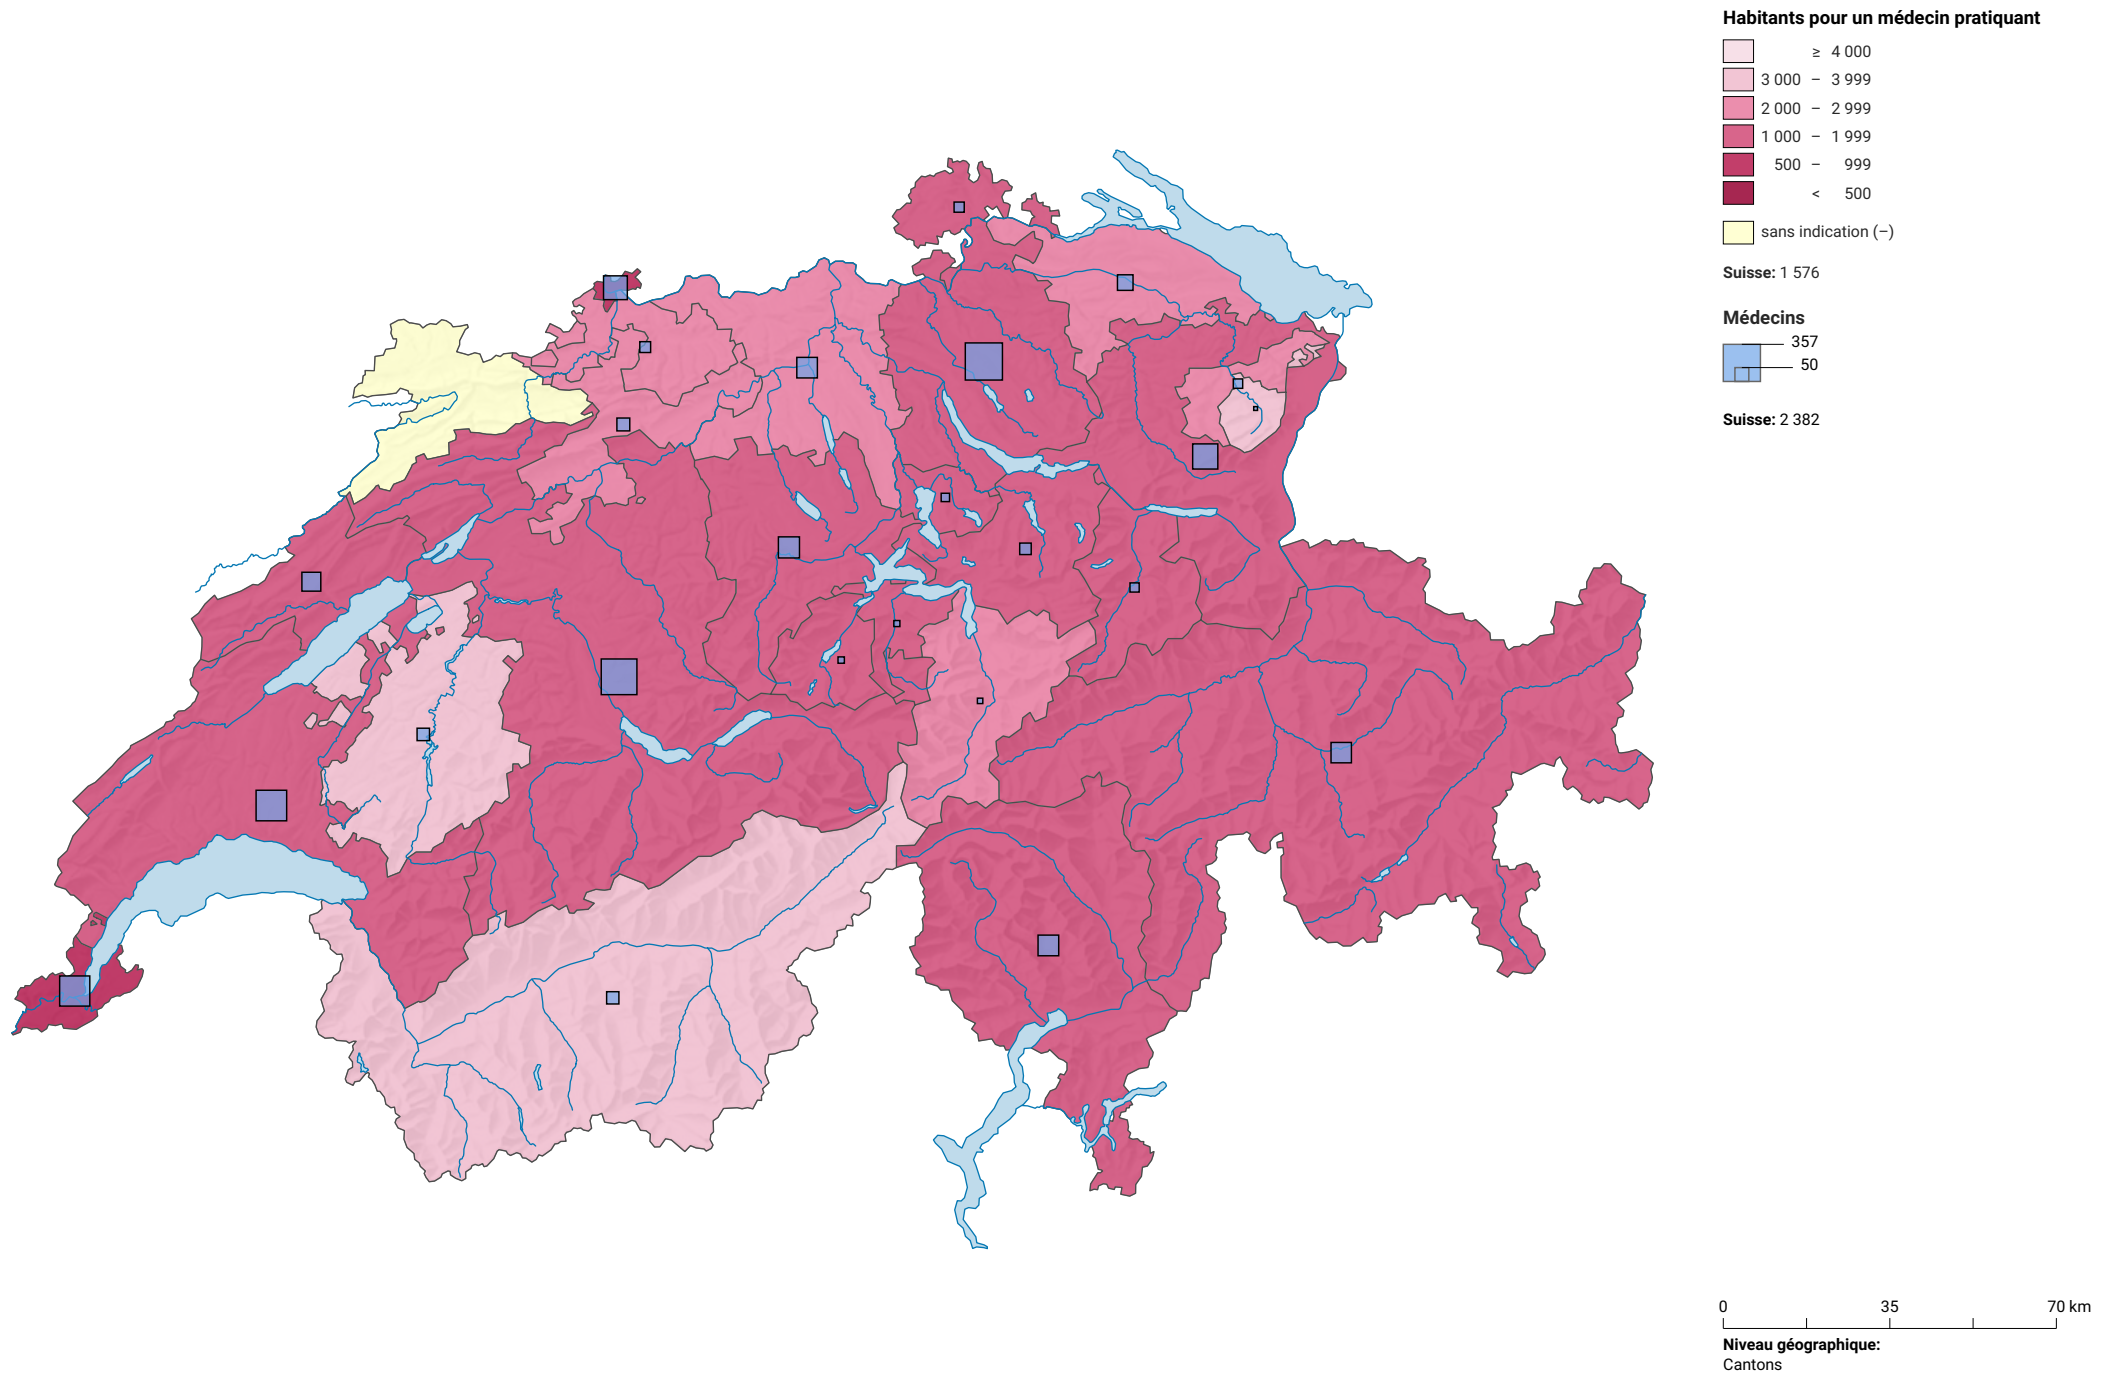 Habitants pour un médecin pratiquant
≥ 4 000
3 000 – 3 999
2 000 – 2 999
1 000 – 1 999
500 – 999
< 500
sans indication (–)
Suisse: 1 576
Médecins
357
50
Suisse: 2 382
0 35 70 km
Niveau géographique:
Cantons